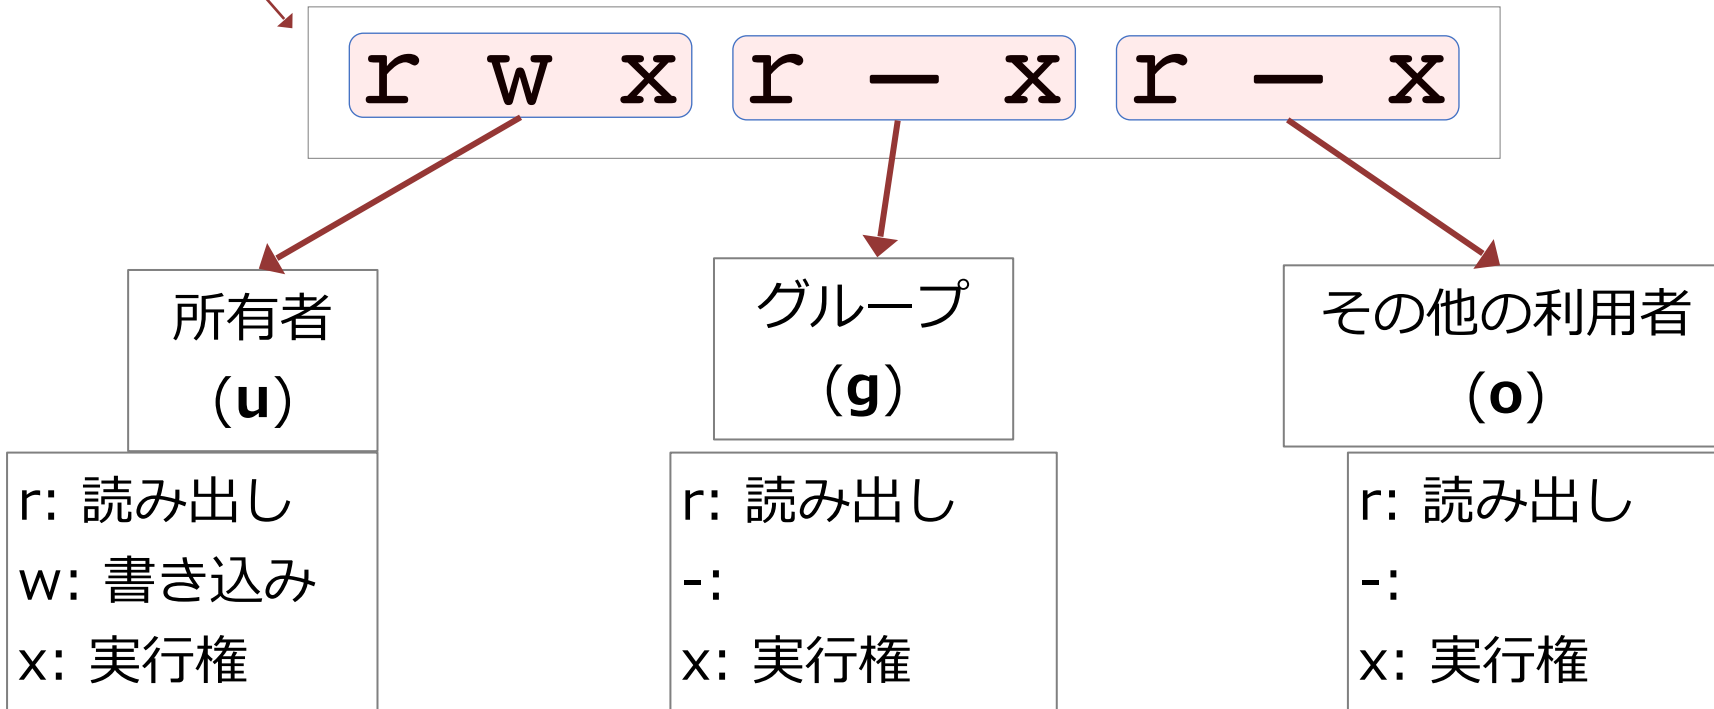 r w x r - x r - x
所有者
(u)
グループ
(g)
その他の利用者
(o)
r: 読み出し
w: 書き込み
x: 実行権
r: 読み出し
-:
x: 実行権
r: 読み出し
-:
x: 実行権